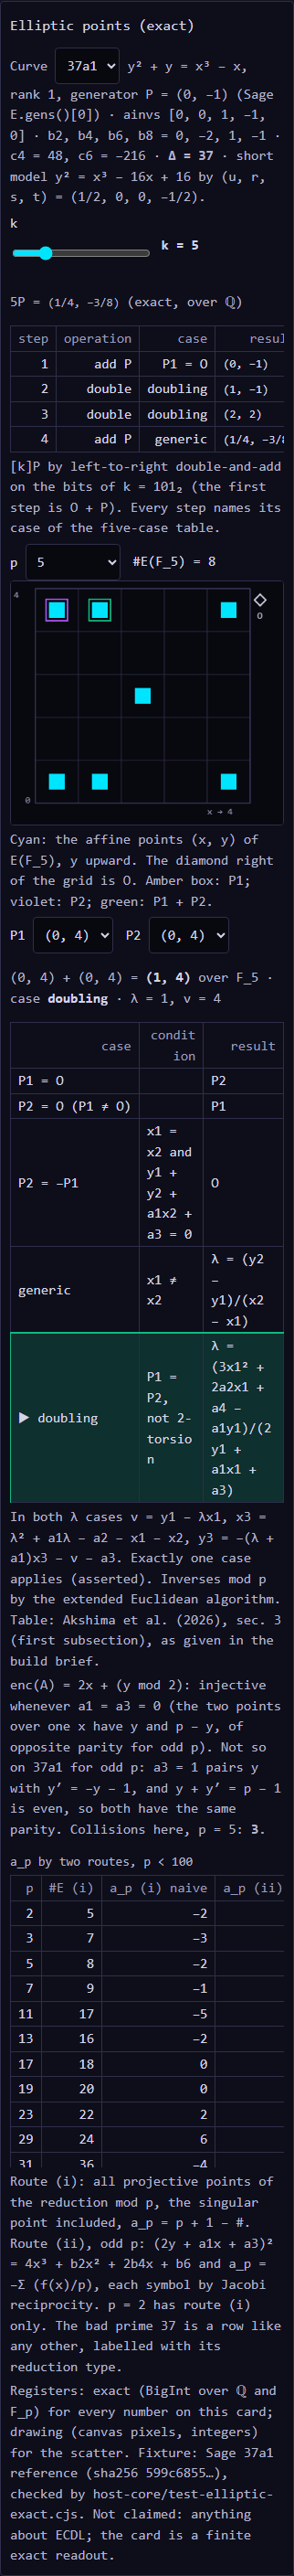 Elliptic points (exact)
Curve 37a1 y² + y = x³ − x,
rank 1, generator P = (0, −1) (Sage
E.gens()[0]) · ainvs [0, 0, 1, −1,
0] · b2, b4, b6, b8 = 0, −2, 1, −1 ·
c4 = 48, c6 = −216 · Δ = 37 · short
model y² = x³ − 16x + 16 by (u, r,
s, t) = (1/2, 0, 0, −1/2).
k
k = 5
5P = (1/4, −3/8) (exact, over ℚ)
step operation case resul
1 add P P1 = O (0, −1)
2 double doubling (1, −1)
3 double doubling (2, 2)
4 add P generic (1/4, −3/8
[k]P by left-to-right double-and-add
on the bits of k = 101₂ (the first
step is O + P). Every step names its
case of the five-case table.
p 5 #E(F_5) = 8
4
O
0
x → 4
Cyan: the affine points (x, y) of
E(F_5), y upward. The diamond right
of the grid is O. Amber box: P1;
violet: P2; green: P1 + P2.
P1 (0, 4) P2 (0, 4)
(0, 4) + (0, 4) = (1, 4) over F_5 ·
case doubling · λ = 1, ν = 4
case condit result
ion
P1 = O P2
P2 = O (P1 ≠ O) P1
x1 =
x2 and
y1 +
P2 = −P1 y2 + O
a1x2 +
a3 = 0
λ = (y2
generic x1 ≠ −
x2 y1)/(x2
− x1)
λ =
(3x1² +
P1 = 2a2x1 +
P2, a4 −
▶ doubling not 2- a1y1)/(2
torsio y1 +
n a1x1 +
a3)
In both λ cases ν = y1 − λx1, x3 =
λ² + a1λ − a2 − x1 − x2, y3 = −(λ +
a1)x3 − ν − a3. Exactly one case
applies (asserted). Inverses mod p
by the extended Euclidean algorithm.
Table: Akshima et al. (2026), sec. 3
(first subsection), as given in the
build brief.
enc(A) = 2x + (y mod 2): injective
whenever a1 = a3 = 0 (the two points
over one x have y and p − y, of
opposite parity for odd p). Not so
on 37a1 for odd p: a3 = 1 pairs y
with y′ = −y − 1, and y + y′ = p − 1
is even, so both have the same
parity. Collisions here, p = 5: 3.
a_p by two routes, p < 100
p #E (i) a_p (i) naive a_p (ii)
2 5 −2
3 7 −3
5 8 −2
7 9 −1
11 17 −5
13 16 −2
17 18 0
19 20 0
23 22 2
29 24 6
31 36 −4
Route (i): all projective points of
the reduction mod p, the singular
point included, a_p = p + 1 − #.
Route (ii), odd p: (2y + a1x + a3)²
= 4x³ + b2x² + 2b4x + b6 and a_p =
−Σ (f(x)/p), each symbol by Jacobi
reciprocity. p = 2 has route (i)
only. The bad prime 37 is a row like
any other, labelled with its
reduction type.
Registers: exact (BigInt over ℚ and
F_p) for every number on this card;
drawing (canvas pixels, integers)
for the scatter. Fixture: Sage 37a1
reference (sha256 599c6855…),
checked by host-core/test-elliptic-
exact.cjs. Not claimed: anything
about ECDL; the card is a finite
exact readout.